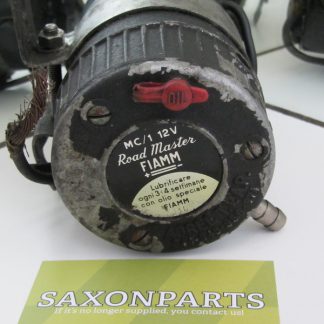 OIL
MC/1 12V
Road Master
FIAMM
Lubrificare
ogni 3-4 settimane
con olio speciale
FIAMM
SAXONPARTS
If it's no longer supplied, you contact us!